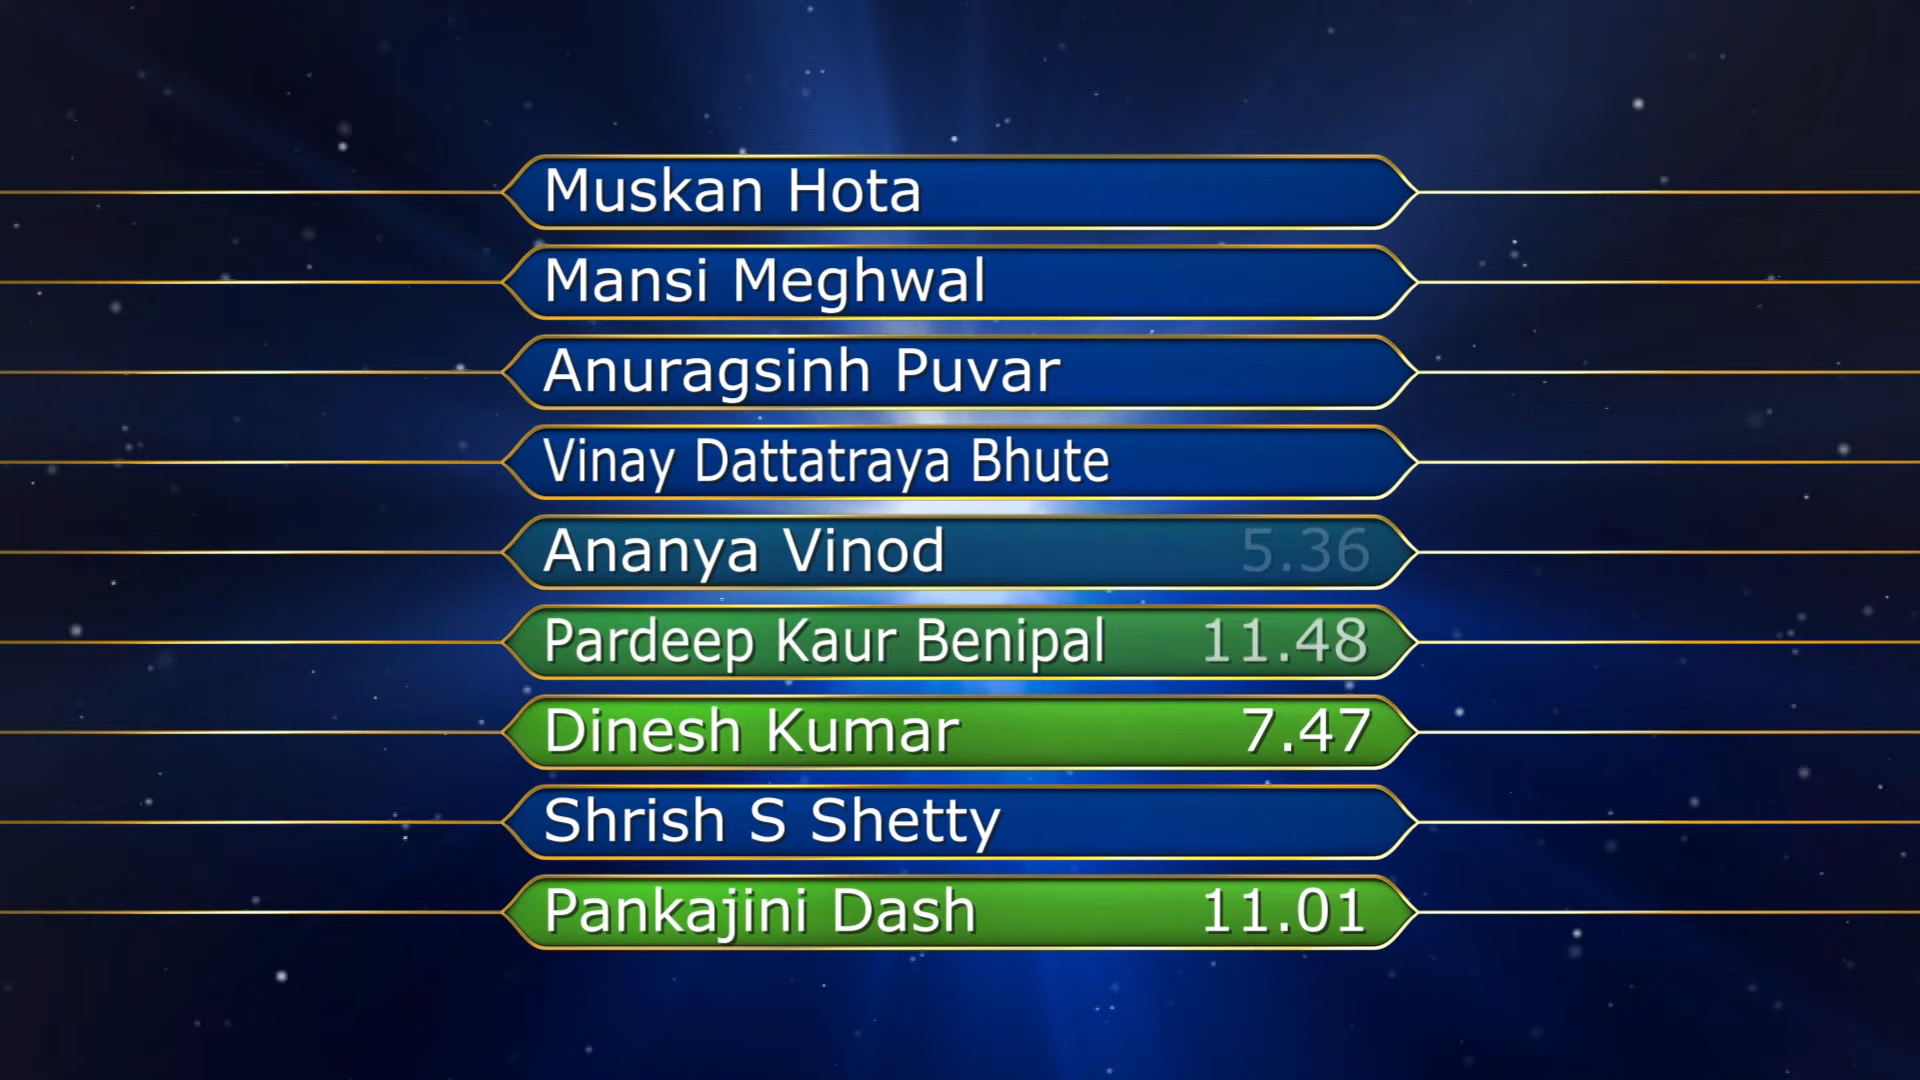 Muskan Hota
Mansi Meghwal
Anuragsinh Puvar
Vinay Dattatraya Bhute
Ananya Vinod 5.36
Pardeep Kaur Benipal 11.48
Dinesh Kumar 7.47
Shrish S Shetty
Pankajini Dash 11.01